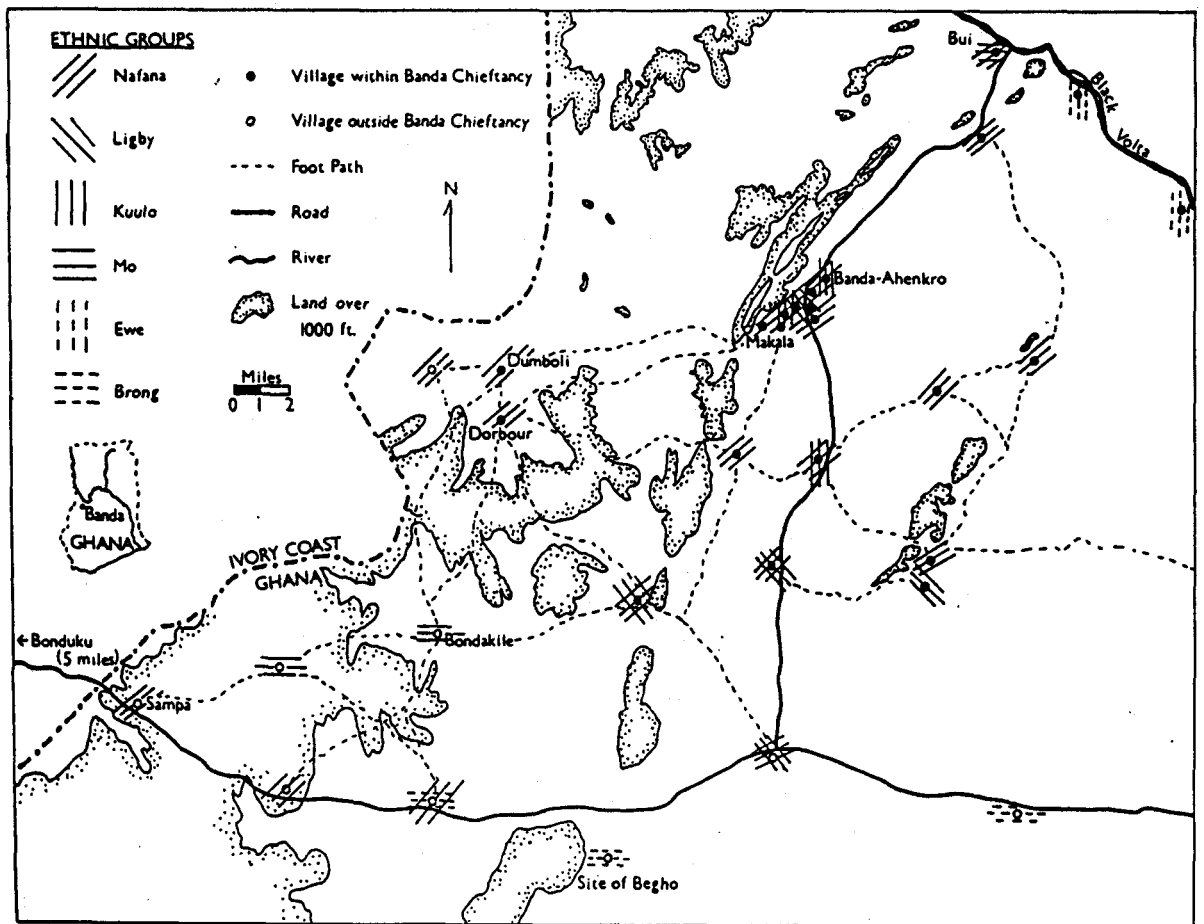 ETHNIC GROUPS
Nafana
Ligby
Kuulo
Mo
Ewe
Brong
Village within Banda Chieftancy
Village outside Banda Chieftancy
Foot Path
Road
River
Land over
1000 ft.
Miles
0 1 2
N
Banda
GHANA
Bui
Black
Volta
Banda-Ahenkro
Makala
Dumboli
Dorbour
IVORY COAST
GHANA
←Bonduku
(5 miles)
Bondakile
Sampa
Site of Begho